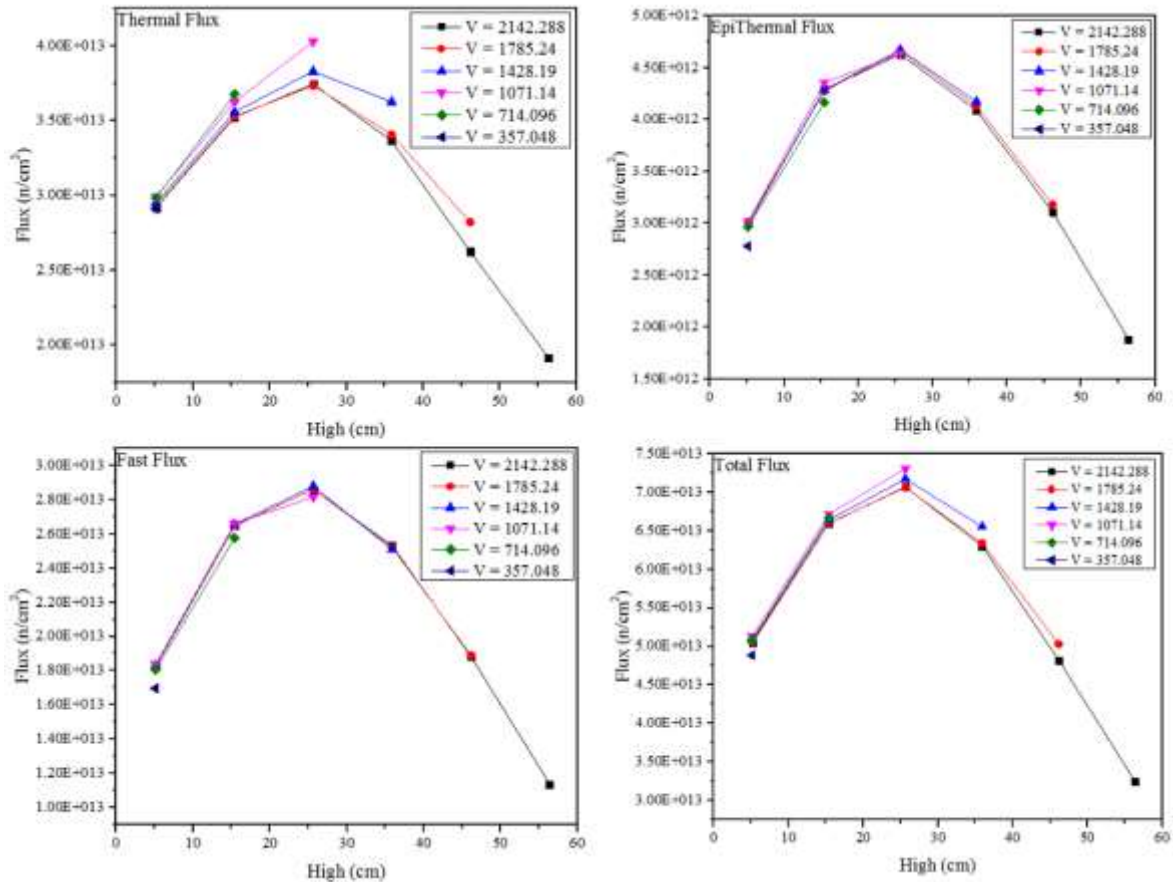 Thermal Flux
V = 2142.288
V = 1785.24
V = 1428.19
V = 1071.14
V = 714.096
V = 357.048
4.00E+013
3.50E+013
3.00E+013
2.50E+013
2.00E+013
Flux (n/cm²)
0 10 20 30 40 50 60
High (cm)
EpiThermal Flux
V = 2142.288
V = 1785.24
V = 1428.19
V = 1071.14
V = 714.096
V = 357.048
5.00E+012
4.50E+012
4.00E+012
3.50E+012
3.00E+012
2.50E+012
2.00E+012
1.50E+012
Flux (n/cm²)
0 10 20 30 40 50 60
High (cm)
Fast Flux
V = 2142.288
V = 1785.24
V = 1428.19
V = 1071.14
V = 714.096
V = 357.048
3.00E+013
2.80E+013
2.60E+013
2.40E+013
2.20E+013
2.00E+013
1.80E+013
1.60E+013
1.40E+013
1.20E+013
1.00E+013
Flux (n/cm²)
0 10 20 30 40 50 60
High (cm)
Total Flux
V = 2142.288
V = 1785.24
V = 1428.19
V = 1071.14
V = 714.096
V = 357.048
7.50E+013
7.00E+013
6.50E+013
6.00E+013
5.50E+013
5.00E+013
4.50E+013
4.00E+013
3.50E+013
3.00E+013
Flux (n/cm²)
0 10 20 30 40 50 60
High (cm)